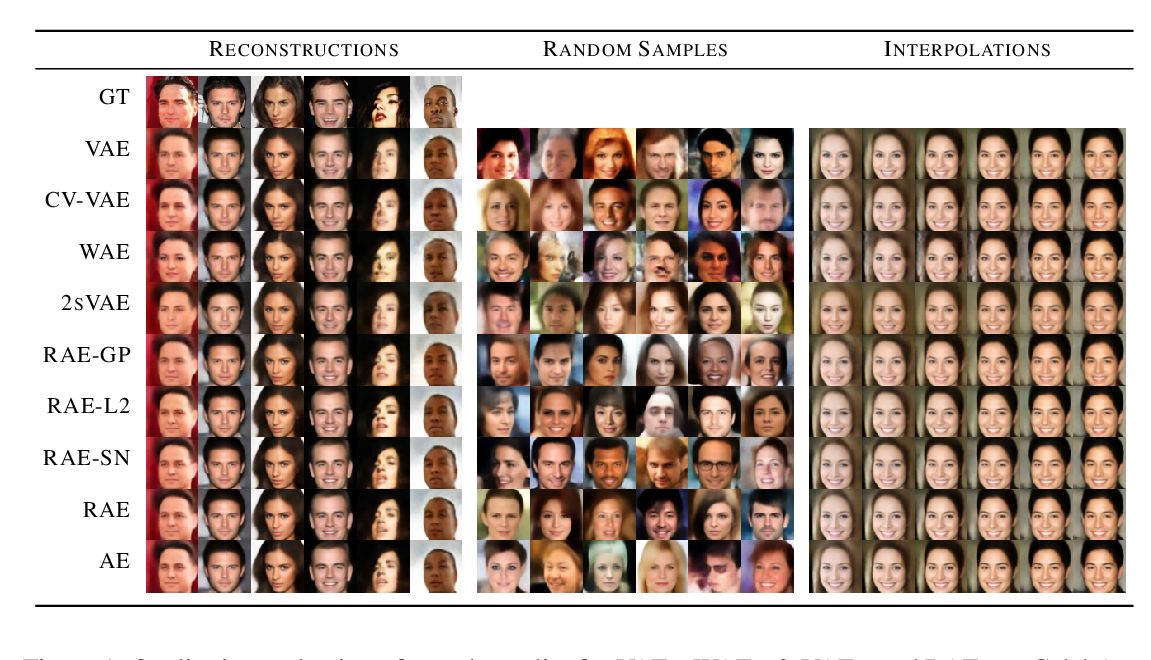 RECONSTRUCTIONS RANDOM SAMPLES INTERPOLATIONS
GT
VAE
CV-VAE
WAE
2SVAE
RAE-GP
RAE-L2
RAE-SN
RAE
AE